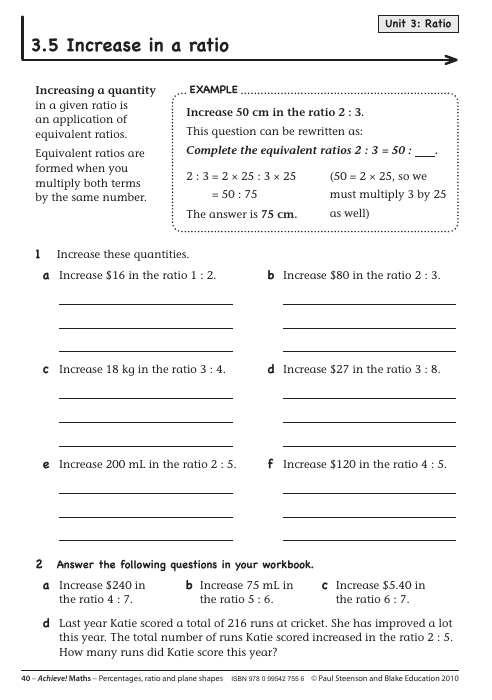 Unit 3: Ratio
3.5 Increase in a ratio
Increasing a quantity
in a given ratio is
an application of
equivalent ratios.
Equivalent ratios are
formed when you
multiply both terms
by the same number.
EXAMPLE
Increase 50 cm in the ratio 2 : 3.
This question can be rewritten as:
Complete the equivalent ratios 2 : 3 = 50 : ___.
2 : 3 = 2 × 25 : 3 × 25
= 50 : 75
The answer is 75 cm.
(50 = 2 × 25, so we
must multiply 3 by 25
as well)
1 Increase these quantities.
a Increase $16 in the ratio 1 : 2.
b Increase $80 in the ratio 2 : 3.
c Increase 18 kg in the ratio 3 : 4.
d Increase $27 in the ratio 3 : 8.
e Increase 200 mL in the ratio 2 : 5.
f Increase $120 in the ratio 4 : 5.
2 Answer the following questions in your workbook.
a Increase $240 in
the ratio 4 : 7.
b Increase 75 mL in
the ratio 5 : 6.
c Increase $5.40 in
the ratio 6 : 7.
d Last year Katie scored a total of 216 runs at cricket. She has improved a lot
this year. The total number of runs Katie scored increased in the ratio 2 : 5.
How many runs did Katie score this year?
40 – Achieve! Maths – Percentages, ratio and plane shapes ISBN 978 0 99542 755 6 © Paul Steenson and Blake Education 2010